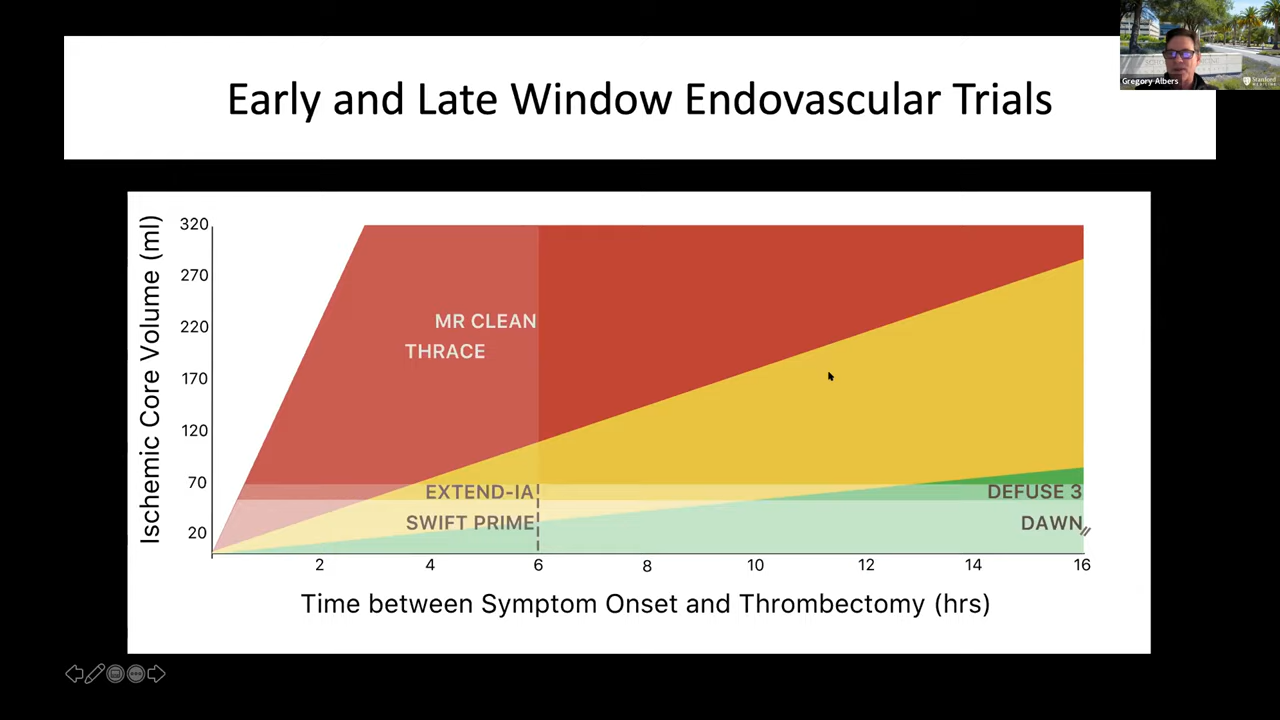 Early and Late Window Endovascular Trials
Gregory Albers
Stanford
MEDICINE
Ischemic Core Volume (ml)
320
270
220
170
120
70
20
MR CLEAN
THRACE
EXTEND-IA
SWIFT PRIME
DEFUSE 3
DAWN
2 4 6 8 10 12 14 16
Time between Symptom Onset and Thrombectomy (hrs)